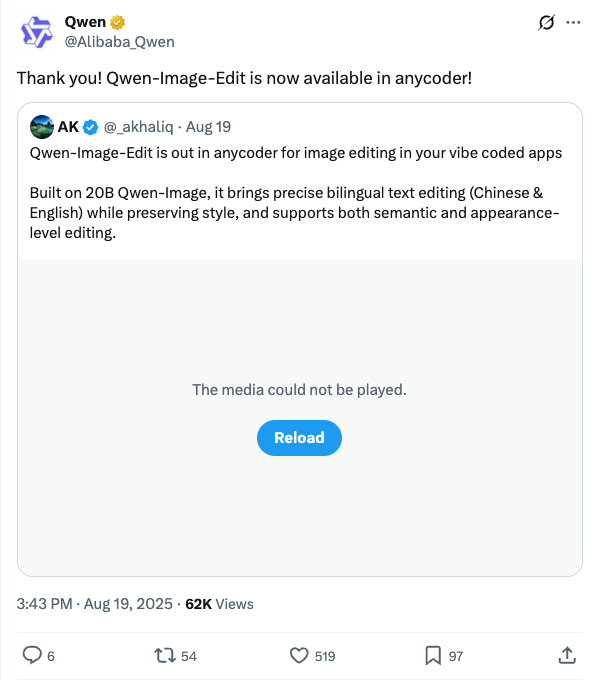 Qwen
@Alibaba_Qwen
Thank you! Qwen-Image-Edit is now available in anycoder!
AK @_akhaliq · Aug 19
Qwen-Image-Edit is out in anycoder for image editing in your vibe coded apps
Built on 20B Qwen-Image, it brings precise bilingual text editing (Chinese &
English) while preserving style, and supports both semantic and appearance-
level editing.
The media could not be played.
Reload
3:43 PM · Aug 19, 2025 · 62K Views
6 54 519 97